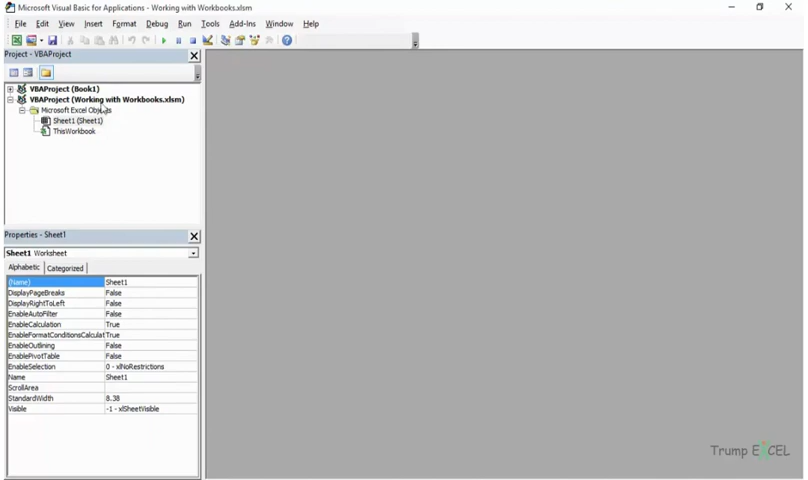 Microsoft Visual Basic for Applications - Working with Workbooks.xlsm
File Edit View Insert Format Debug Run Tools Add-Ins Window Help
Project - VBAProject
VBAProject (Book1)
VBAProject (Working with Workbooks.xlsm)
Microsoft Excel Objects
Sheet1 (Sheet1)
ThisWorkbook
Properties - Sheet1
Sheet1 Worksheet
Alphabetic Categorized
(Name) Sheet1
DisplayPageBreaks False
DisplayRightToLeft False
EnableAutoFilter False
EnableCalculation True
EnableFormatConditionsCalculat True
EnableOutlining False
EnablePivotTable False
EnableSelection 0 - xlNoRestrictions
Name Sheet1
ScrollArea
StandardWidth 8.38
Visible -1 - xlSheetVisible
Trump EXCEL